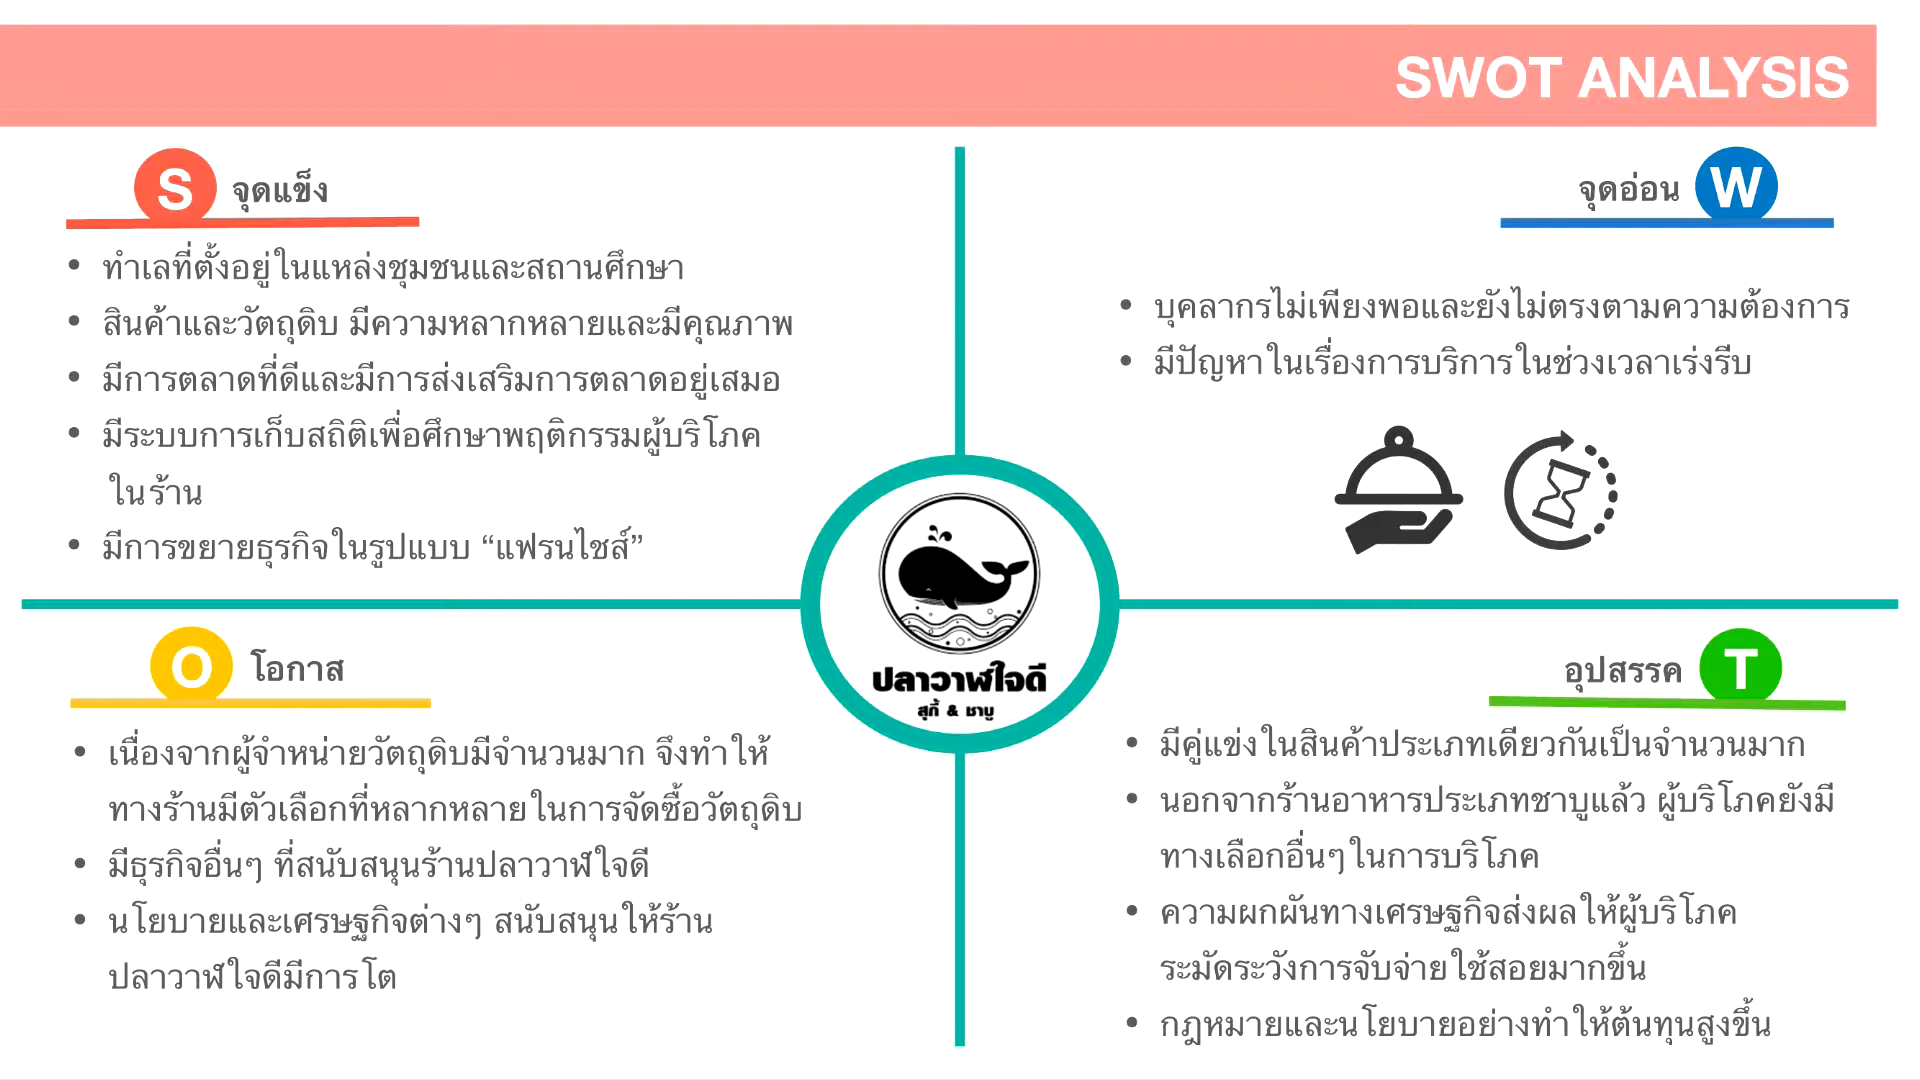 SWOT ANALYSIS
S จุดแข็ง
• ทำเลที่ตั้งอยู่ในแหล่งชุมชนและสถานศึกษา
• สินค้าและวัตถุดิบ มีความหลากหลายและมีคุณภาพ
• มีการตลาดที่ดีและมีการส่งเสริมการตลาดอยู่เสมอ
• มีระบบการเก็บสถิติเพื่อศึกษาพฤติกรรมผู้บริโภค
ในร้าน
• มีการขยายธุรกิจในรูปแบบ “แฟรนไชส์”
จุดอ่อน W
• บุคลากรไม่เพียงพอและยังไม่ตรงตามความต้องการ
• มีปัญหาในเรื่องการบริการในช่วงเวลาเร่งรีบ
ปลาวาฬใจดี
สุกี้ & ชาบู
O โอกาส
• เนื่องจากผู้จำหน่ายวัตถุดิบมีจำนวนมาก จึงทำให้
ทางร้านมีตัวเลือกที่หลากหลายในการจัดซื้อวัตถุดิบ
• มีธุรกิจอื่นๆ ที่สนับสนุนร้านปลาวาฬใจดี
• นโยบายและเศรษฐกิจต่างๆ สนับสนุนให้ร้าน
ปลาวาฬใจดีมีการโต
อุปสรรค T
• มีคู่แข่งในสินค้าประเภทเดียวกันเป็นจำนวนมาก
• นอกจากร้านอาหารประเภทชาบูแล้ว ผู้บริโภคยังมี
ทางเลือกอื่นๆในการบริโภค
• ความผกผันทางเศรษฐกิจส่งผลให้ผู้บริโภค
ระมัดระวังการจับจ่ายใช้สอยมากขึ้น
• กฎหมายและนโยบายอย่างทำให้ต้นทุนสูงขึ้น